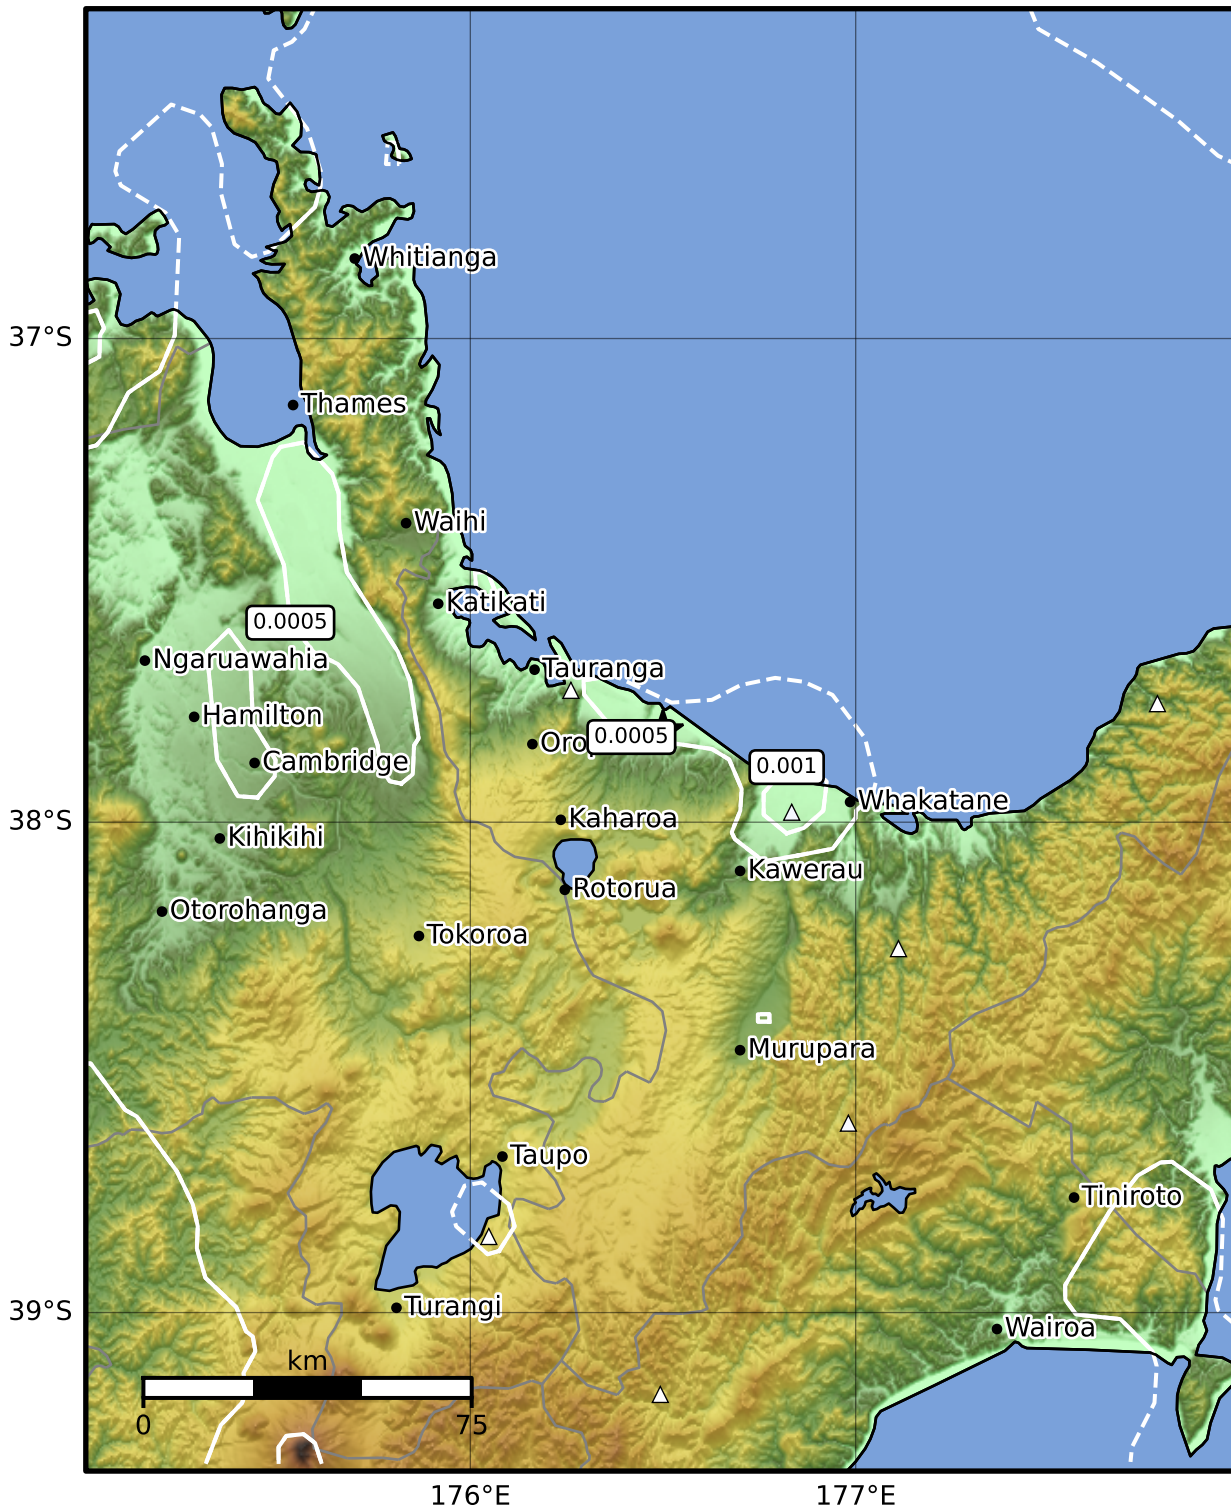 Whitianga
37°S
Thames
Waihi
Katikati
0.0005
Ngaruawahia
Tauranga
Hamilton
0.0005
Cambridge
0.001
Whakatane
Kaharoa
38°S
Kihikihi
Kawerau
Rotorua
Otorohanga
Tokoroa
Murupara
Taupo
Tiniroto
Turangi
39°S
Wairoa
km
0
75
176°E
177°E